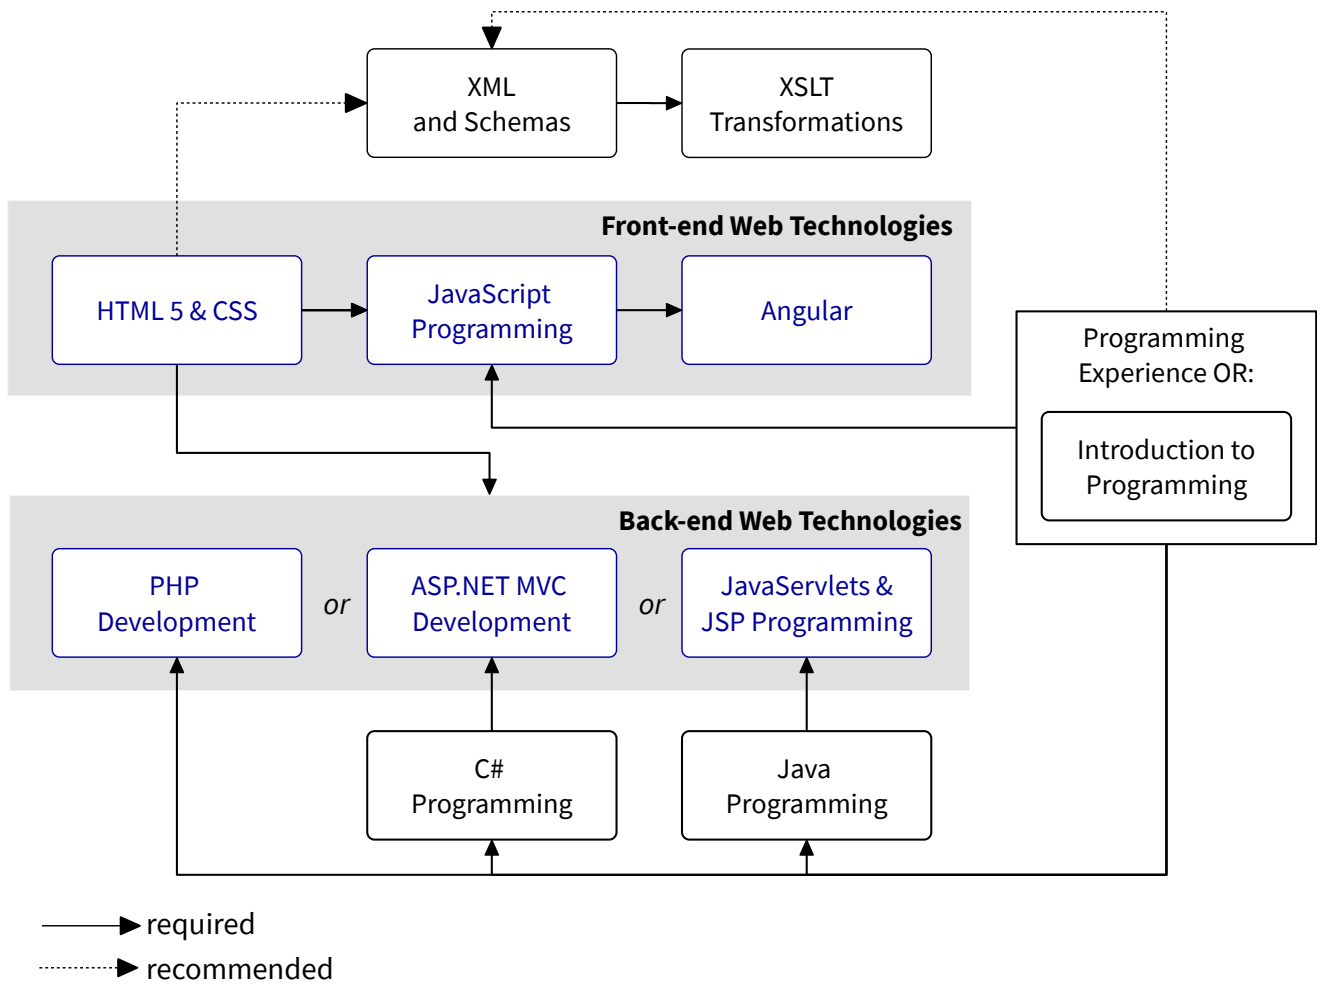 XML
and Schemas
XSLT
Transformations
Front-end Web Technologies
HTML 5 & CSS
JavaScript
Programming
Angular
Programming
Experience OR:
Introduction to
Programming
Back-end Web Technologies
PHP
Development
or
ASP.NET MVC
Development
or
JavaServlets &
JSP Programming
C#
Programming
Java
Programming
required
recommended